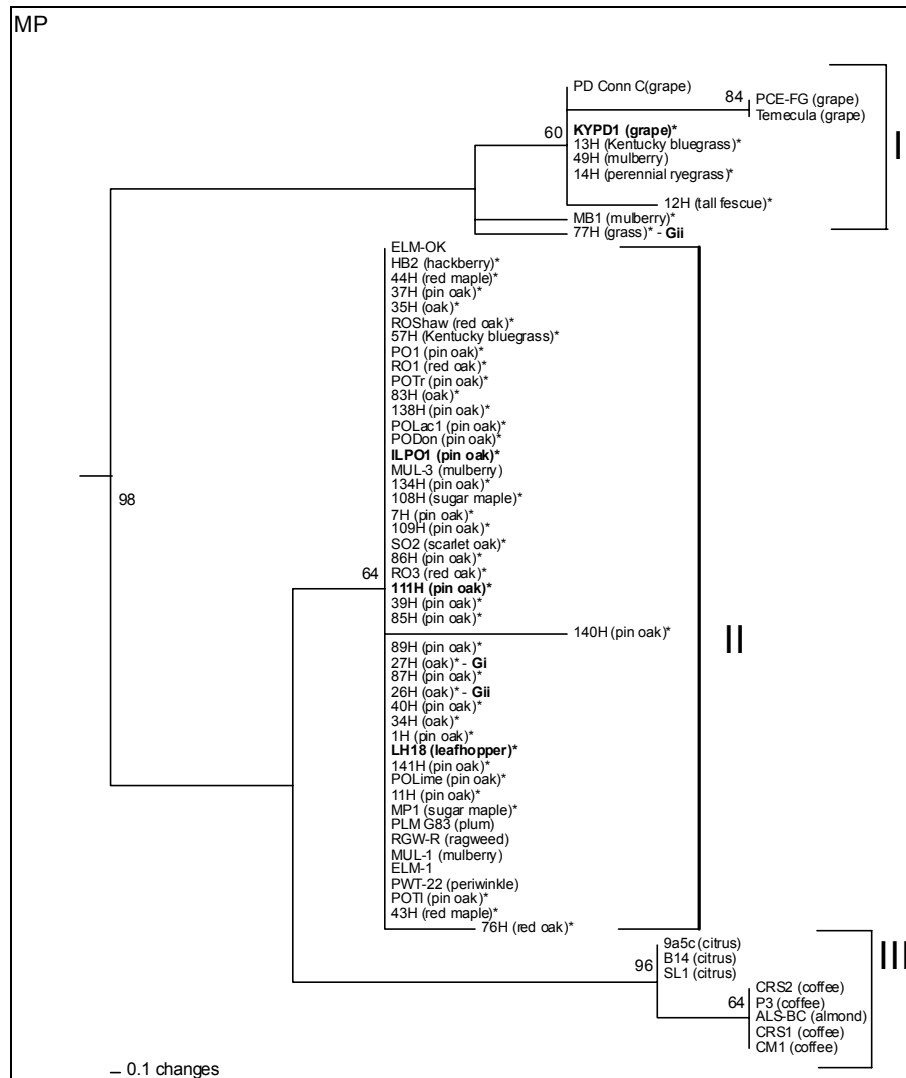 MP
PD Conn C(grape)
84
PCE-FG (grape)
Temecula (grape)
60
KYPD1 (grape)*
13H (Kentucky bluegrass)*
49H (mulberry)
14H (perennial ryegrass)*
I
12H (tall fescue)*
MB1 (mulberry)*
77H (grass)* - Gii
ELM-OK
HB2 (hackberry)*
44H (red maple)*
37H (pin oak)*
35H (oak)*
ROShaw (red oak)*
57H (Kentucky bluegrass)*
PO1 (pin oak)*
RO1 (red oak)*
POTr (pin oak)*
83H (oak)*
138H (pin oak)*
POLac1 (pin oak)*
PODon (pin oak)*
ILPO1 (pin oak)*
MUL-3 (mulberry)
134H (pin oak)*
98
108H (sugar maple)*
7H (pin oak)*
109H (pin oak)*
SO2 (scarlet oak)*
86H (pin oak)*
64
RO3 (red oak)*
111H (pin oak)*
39H (pin oak)*
85H (pin oak)*
140H (pin oak)*
II
89H (pin oak)*
27H (oak)* - Gi
87H (pin oak)*
26H (oak)* - Gii
40H (pin oak)*
34H (oak)*
1H (pin oak)*
LH18 (leafhopper)*
141H (pin oak)*
POLime (pin oak)*
11H (pin oak)*
MP1 (sugar maple)*
PLM G83 (plum)
RGW-R (ragweed)
MUL-1 (mulberry)
ELM-1
PWT-22 (periwinkle)
POTl (pin oak)*
43H (red maple)*
76H (red oak)*
9a5c (citrus)
B14 (citrus)
SL1 (citrus)
96
III
CRS2 (coffee)
64
P3 (coffee)
ALS-BC (almond)
CRS1 (coffee)
CM1 (coffee)
0.1 changes